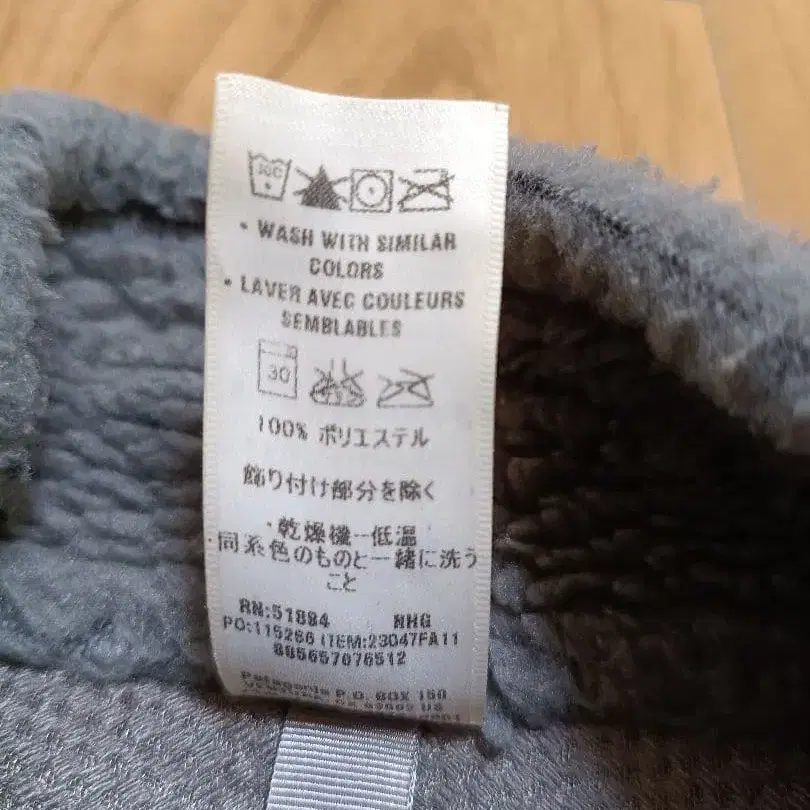 30C
• WASH WITH SIMILAR
COLORS
• LAVER AVEC COULEURS
SEMBLABLES
30
100% ポリエステル
飾り付け部分を除く
・乾燥機ー低温
・同系色のものと一緒に洗う
こと
RN:51884 NHG
PO:115266 ITEM:23047FA11
Patagonia P.O. BOX 150